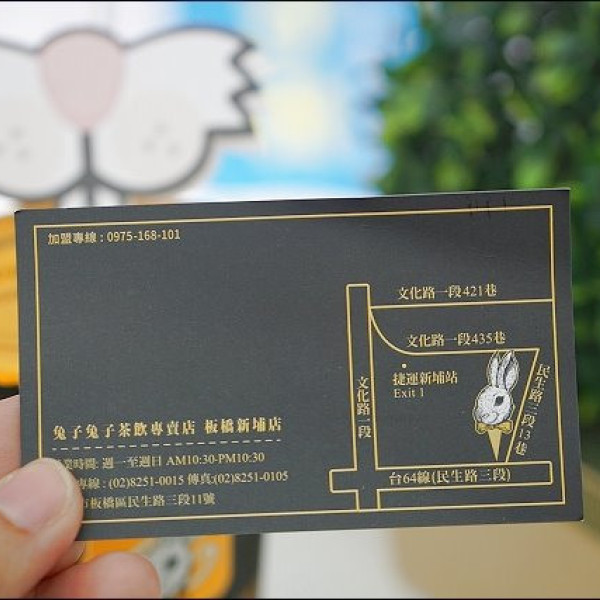 加盟專線 : 0975-168-101
文化路一段421巷
文化路一段435巷
捷運新埔站
Exit 1
民生路三段13巷
文化路一段
台64線(民生路三段)
兔子兔子茶飲專賣店 板橋新埔店
業時間: 週一至週日 AM10:30-PM10:30
專線 : (02)8251-0015 傳真:(02)8251-0105
市板橋區民生路三段11號